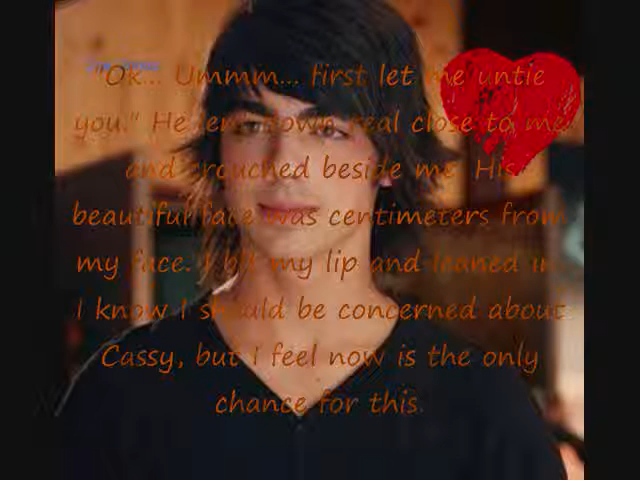 "Ok... Ummm... first let me untie
you." He leant down real close to me
and crouched beside me. His
beautiful face was centimeters from
my face. I bit my lip and leaned in.
I know I should be concerned about
Cassy, but I feel now is the only
chance for this.